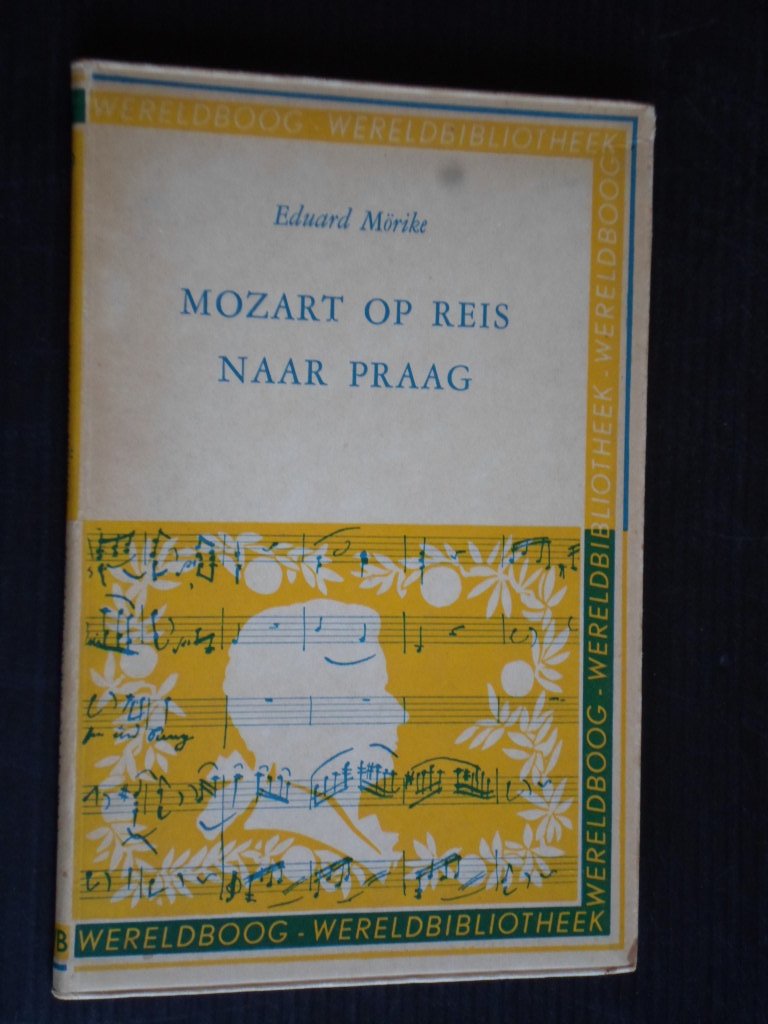 WERELDBOOG - WERELDBIBLIOTHEEK
Eduard Mörike
MOZART OP REIS
NAAR PRAAG
WERELDBOOG - WERELDBIBLIOTHEEK - WERELDBOOG
WERELDBOOG - WERELDBIBLIOTHEEK
B